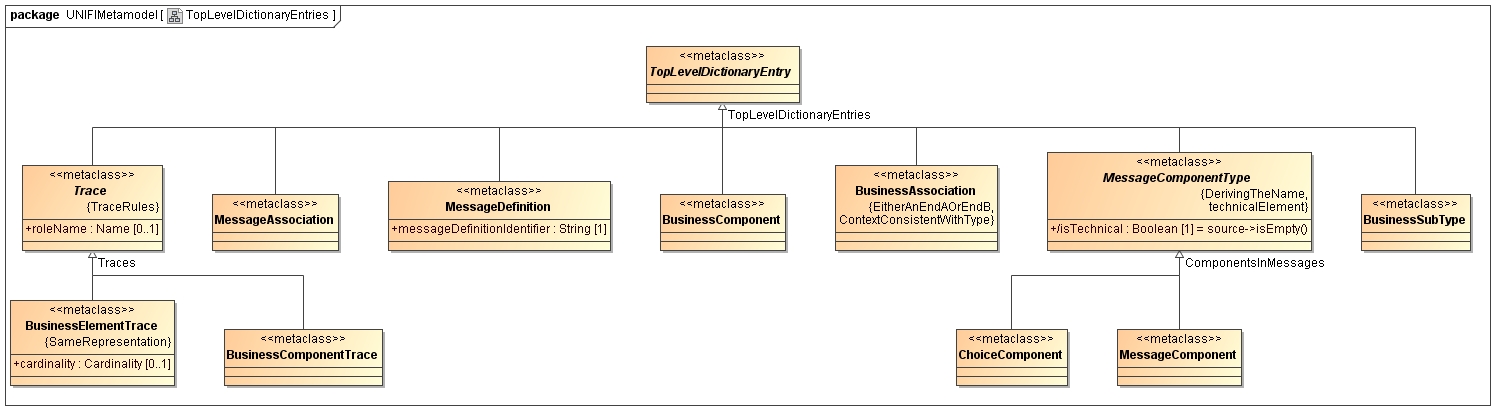 package UNIFIMetamodel [ TopLevelDictionaryEntries ]
<<metaclass>>
TopLevelDictionaryEntry
TopLevelDictionaryEntries
<<metaclass>>
Trace
{TraceRules}
+roleName : Name [0..1]
<<metaclass>>
MessageAssociation
<<metaclass>>
MessageDefinition
+messageDefinitionIdentifier : String [1]
<<metaclass>>
BusinessComponent
<<metaclass>>
BusinessAssociation
{EitherAnEndAOrEndB,
ContextConsistentWithType}
<<metaclass>>
MessageComponentType
{DerivingTheName,
technicalElement}
+/isTechnical : Boolean [1] = source->isEmpty()
<<metaclass>>
BusinessSubType
Traces
ComponentsInMessages
<<metaclass>>
BusinessElementTrace
{SameRepresentation}
+cardinality : Cardinality [0..1]
<<metaclass>>
BusinessComponentTrace
<<metaclass>>
ChoiceComponent
<<metaclass>>
MessageComponent